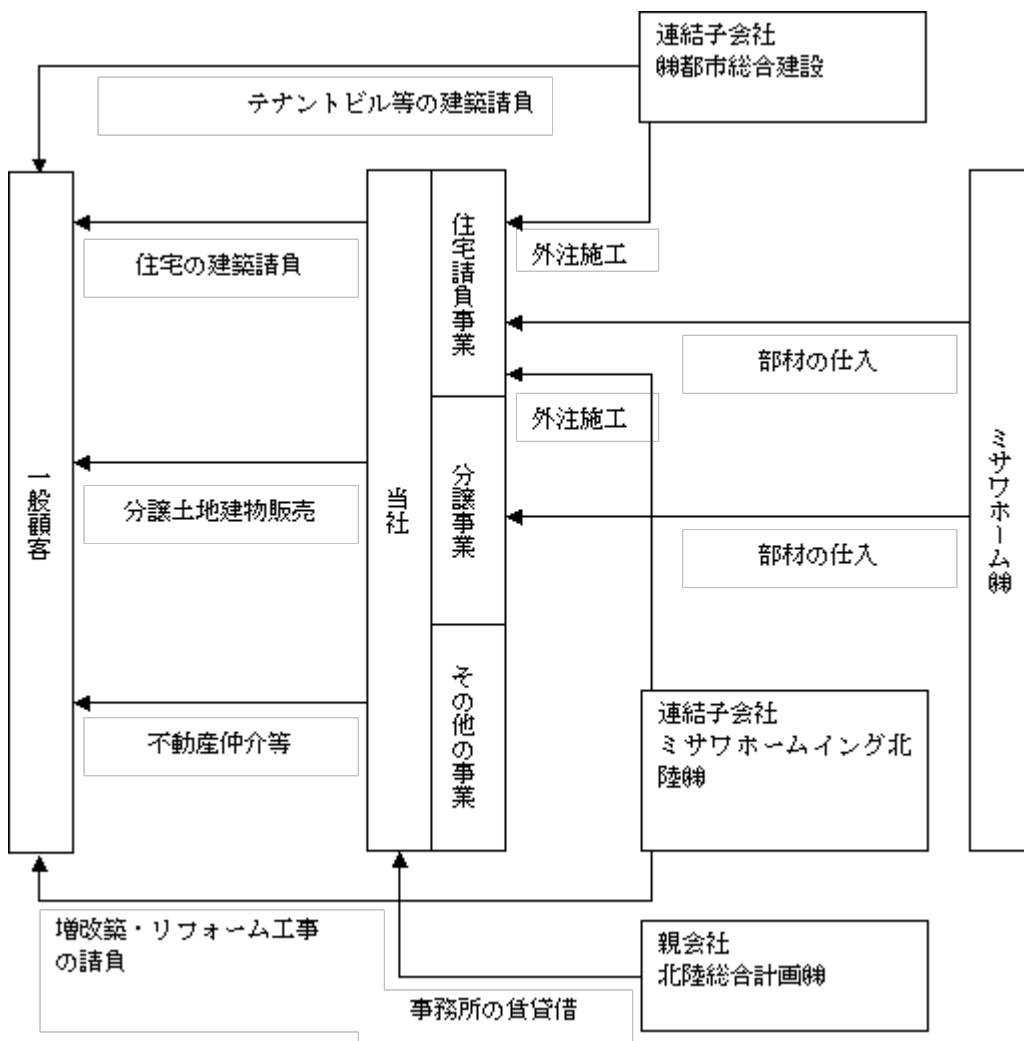 連結子会社
㈱都市総合建設
テナントビル等の建築請負
住宅請負事業
外注施工
住宅の建築請負
部材の仕入
外注施工
ミサワホーム㈱
一般顧客
当社
分譲事業
分譲土地建物販売
部材の仕入
その他の事業
不動産仲介等
連結子会社
ミサワホームイング北
陸㈱
増改築・リフォーム工事
の請負
親会社
北陸総合計画㈱
事務所の賃貸借